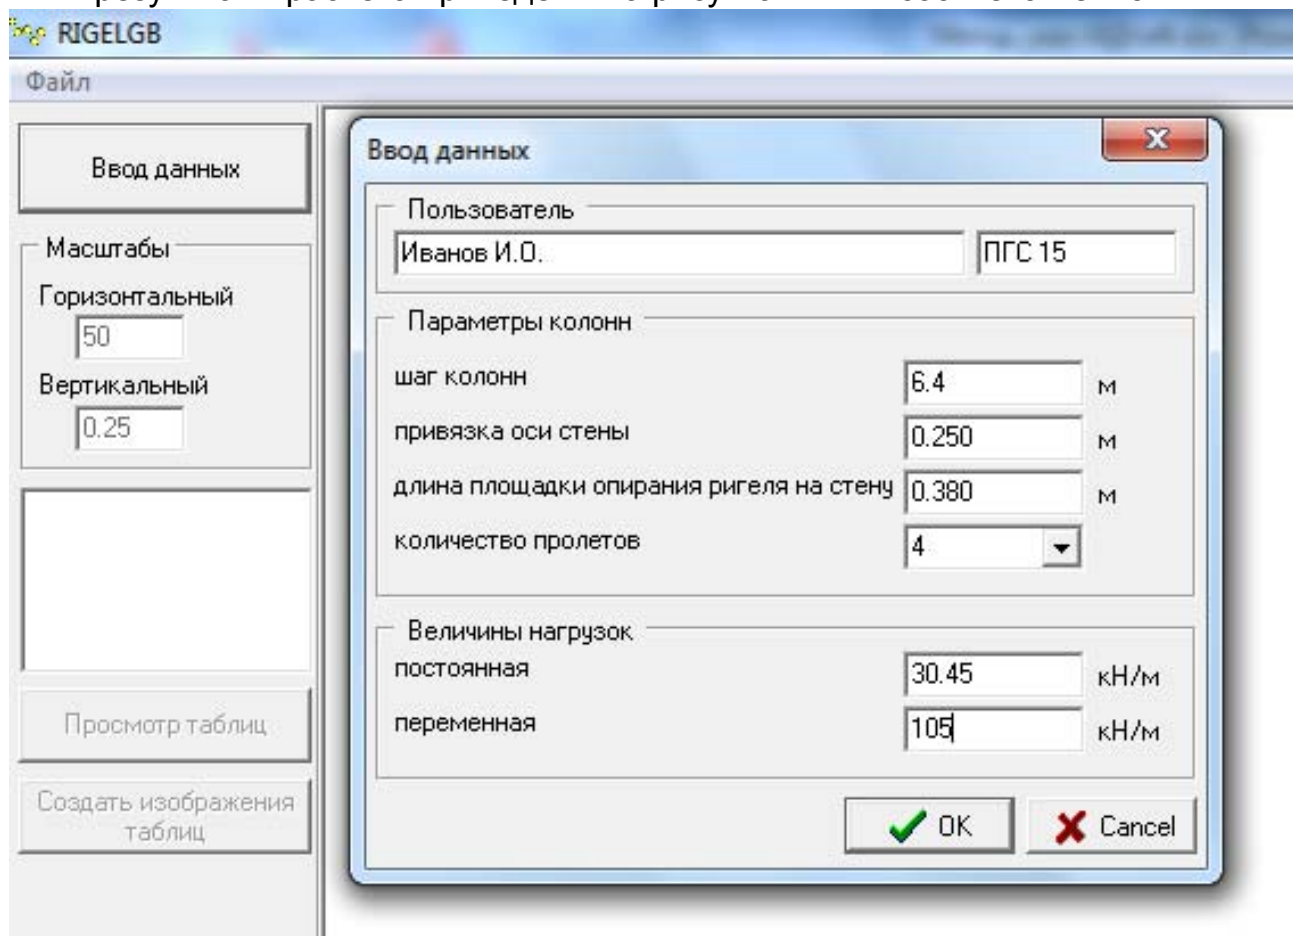 RIGELGB
Файл
Ввод данных
Масштабы
Горизонтальный
50
Вертикальный
0.25
Просмотр таблиц
Создать изображения
таблиц
Ввод данных
Пользователь
Иванов И.О. ПГС 15
Параметры колонн
шаг колонн 6.4 м
привязка оси стены 0.250 м
длина площадки опирания ригеля на стену 0.380 м
количество пролетов 4
Величины нагрузок
постоянная 30.45 кН/м
переменная 105 кН/м
OK Cancel